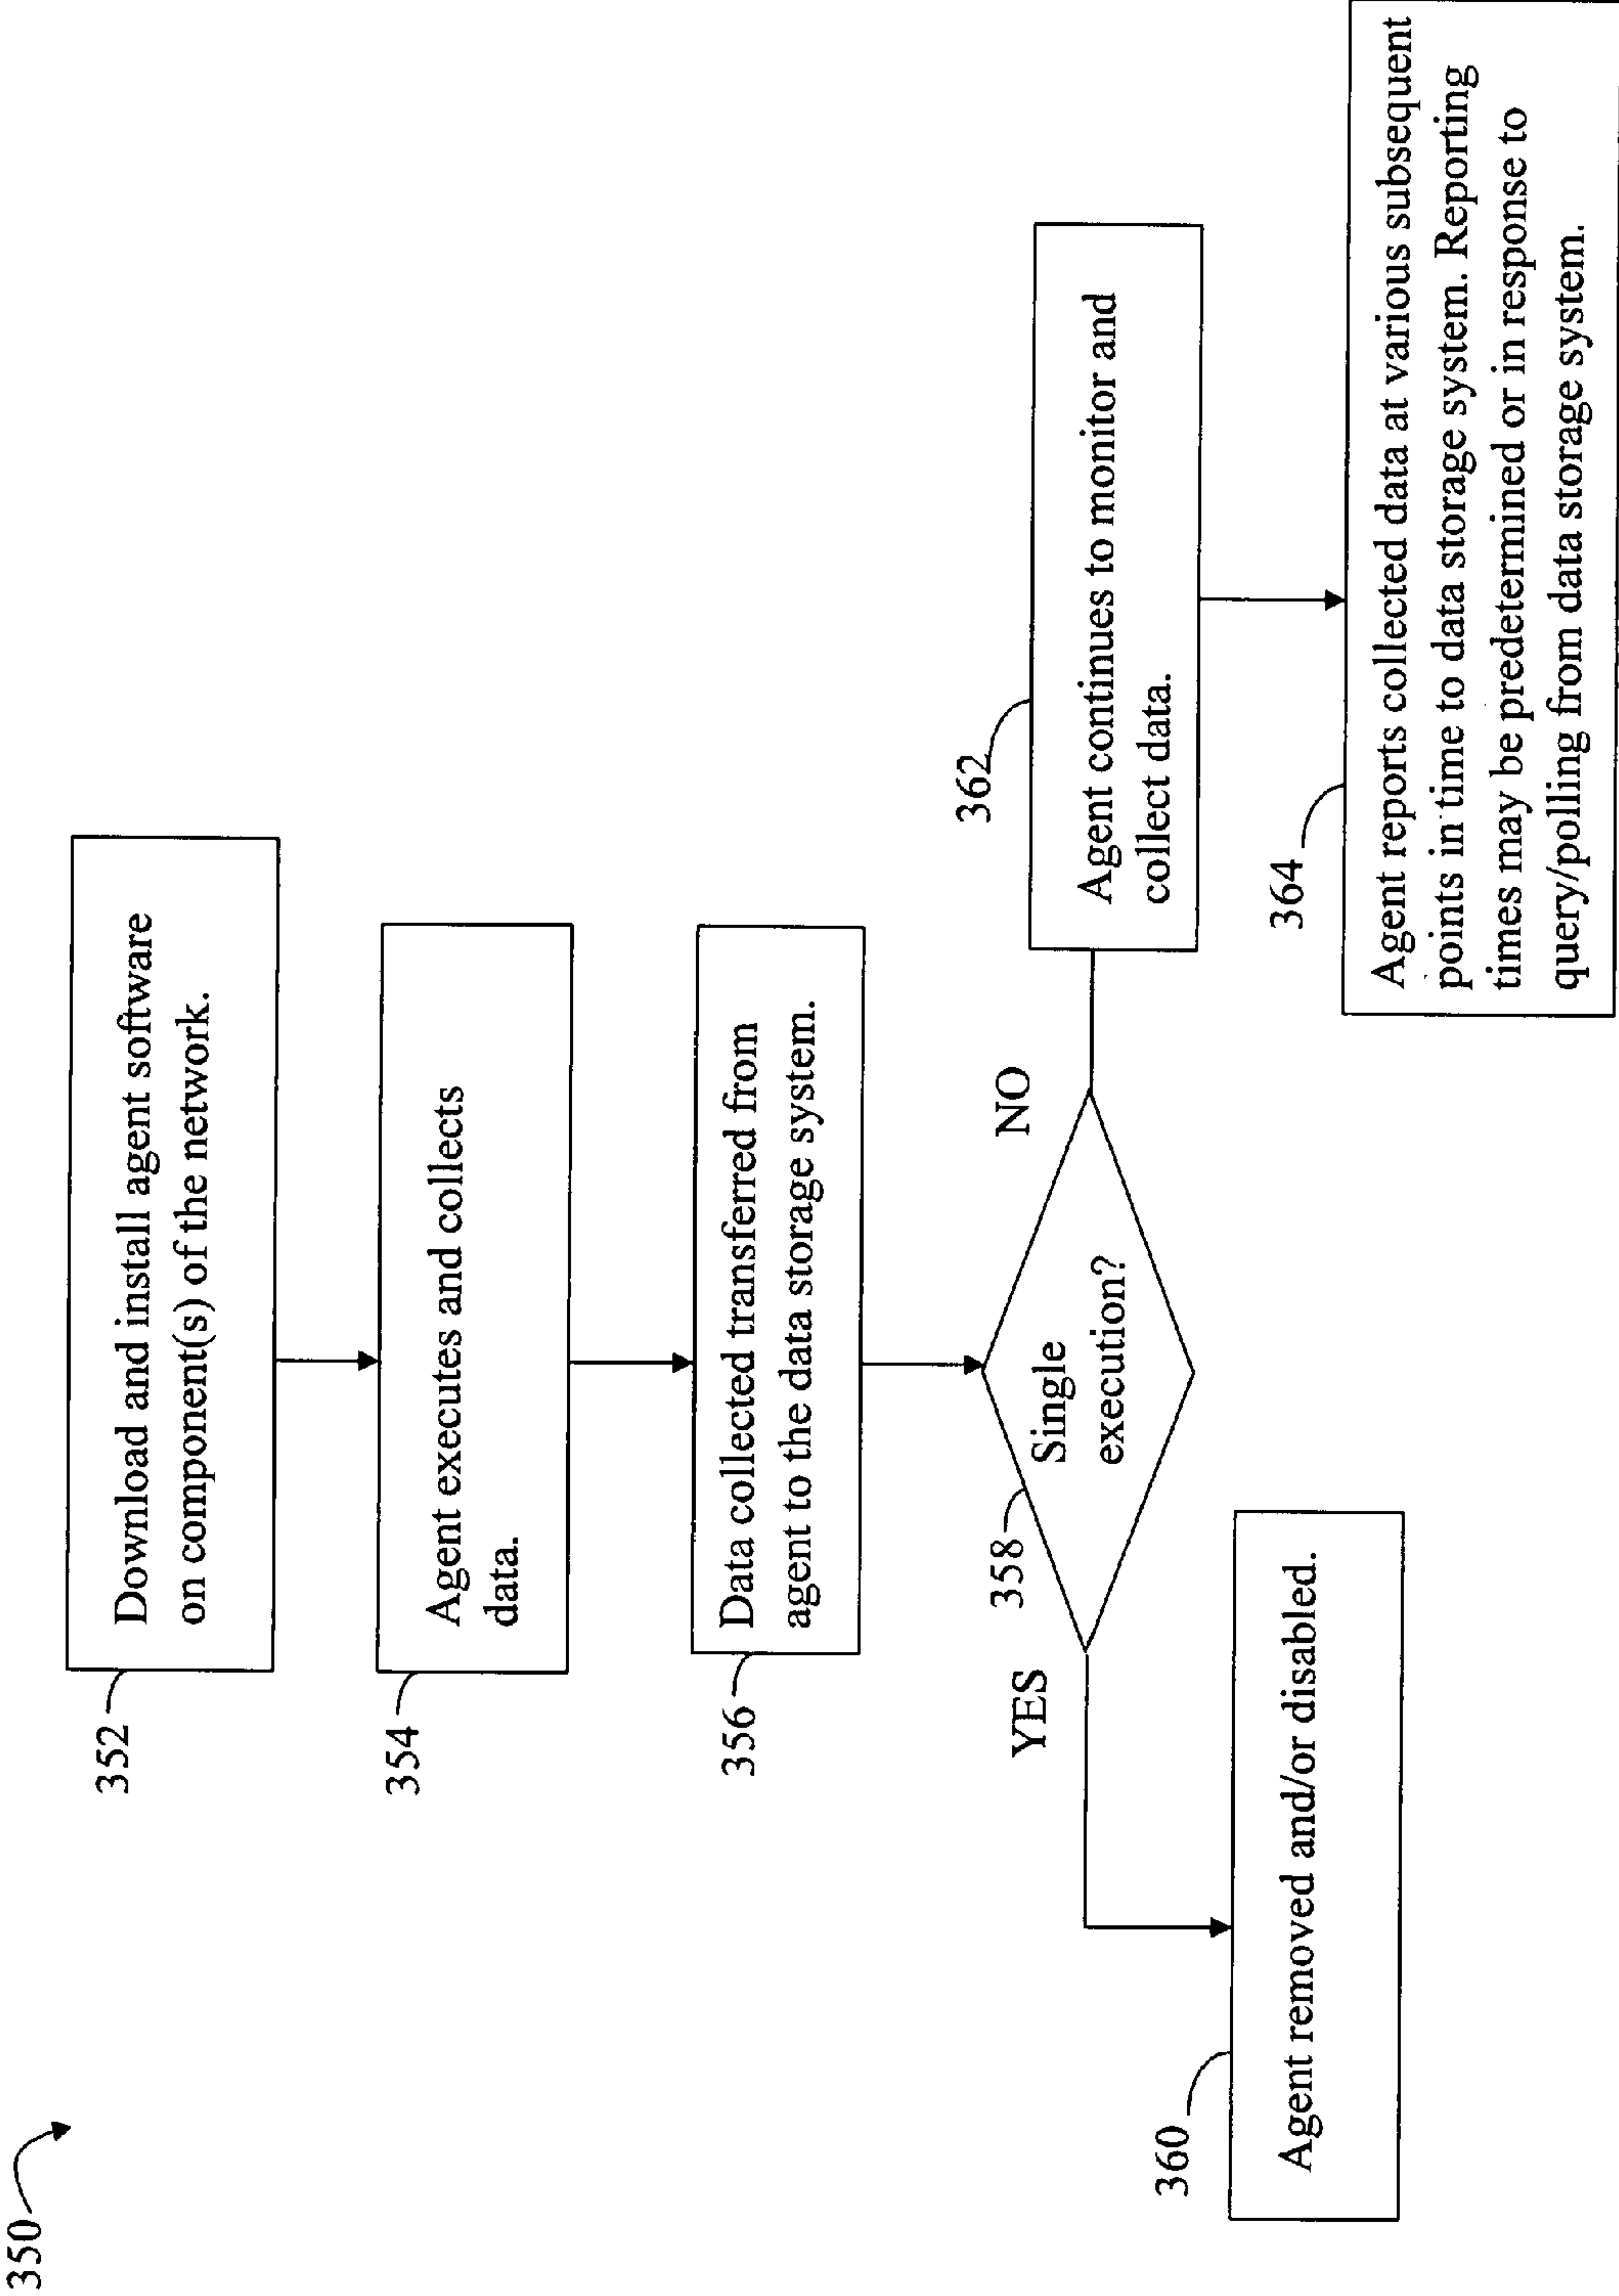 350
352
Download and install agent software
on component(s) of the network.
354
Agent executes and collects
data.
356
Data collected transferred from
agent to the data storage system.
358
Single
execution?
YES
NO
360
Agent removed and/or disabled.
362
Agent continues to monitor and
collect data.
364
Agent reports collected data at various subsequent
points in time to data storage system. Reporting
times may be predetermined or in response to
query/polling from data storage system.